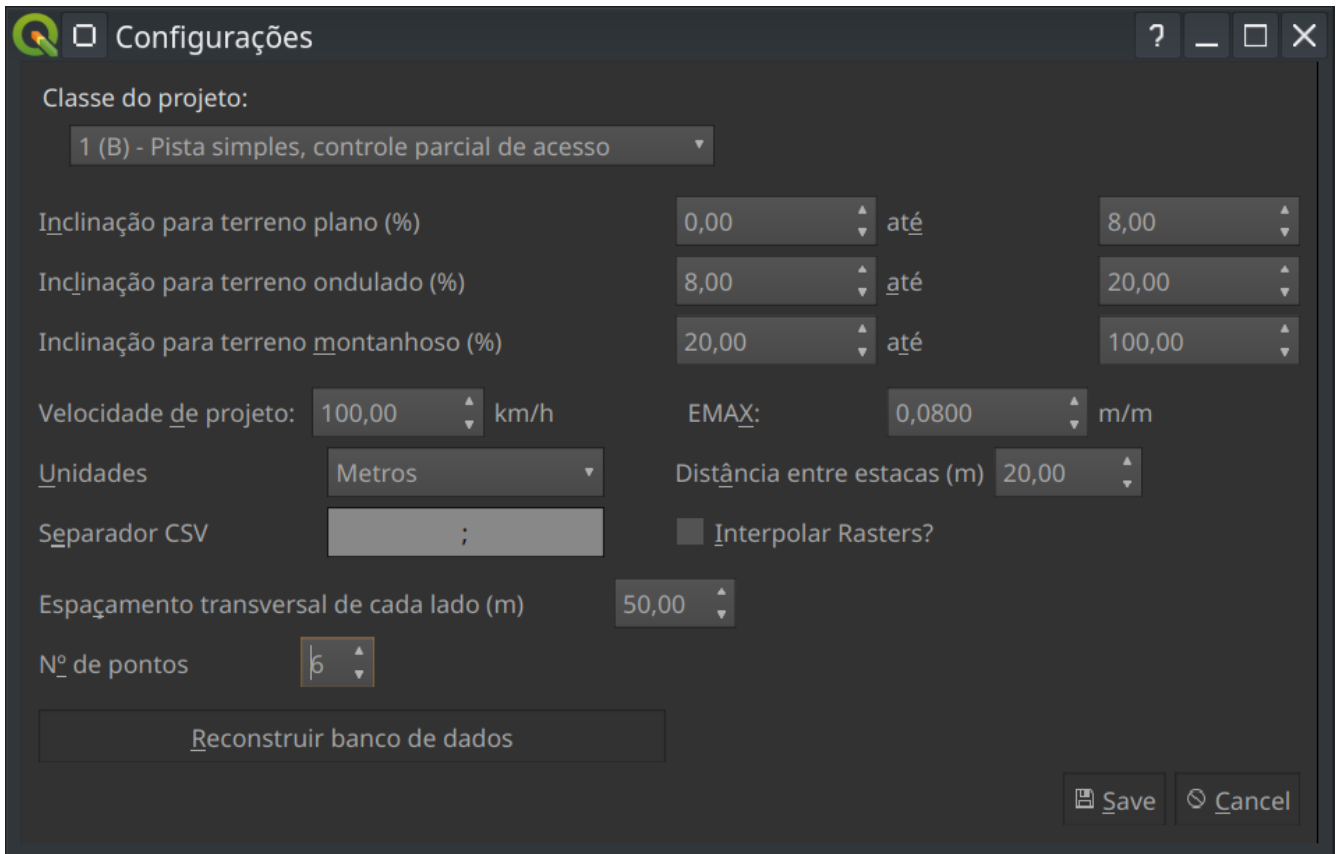 Configurações
Classe do projeto:
1 (B) - Pista simples, controle parcial de acesso
Inclinação para terreno plano (%) 0,00 até 8,00
Inclinação para terreno ondulado (%) 8,00 até 20,00
Inclinação para terreno montanhoso (%) 20,00 até 100,00
Velocidade de projeto: 100,00 km/h EMAX: 0,0800 m/m
Unidades Metros Distância entre estacas (m) 20,00
Separador CSV ; Interpolar Rasters?
Espaçamento transversal de cada lado (m) 50,00
Nº de pontos 6
Reconstruir banco de dados
Save Cancel